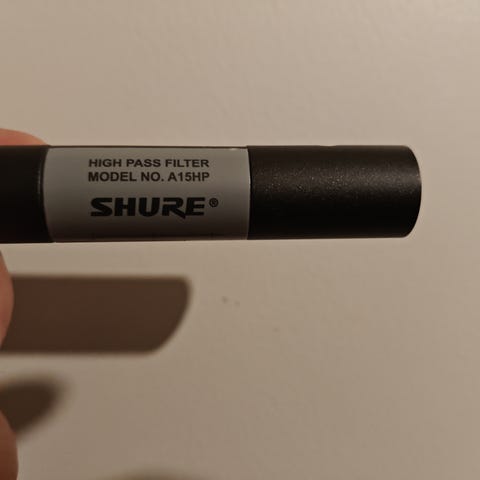 HIGH PASS FILTER
MODEL NO. A15HP
SHURE®